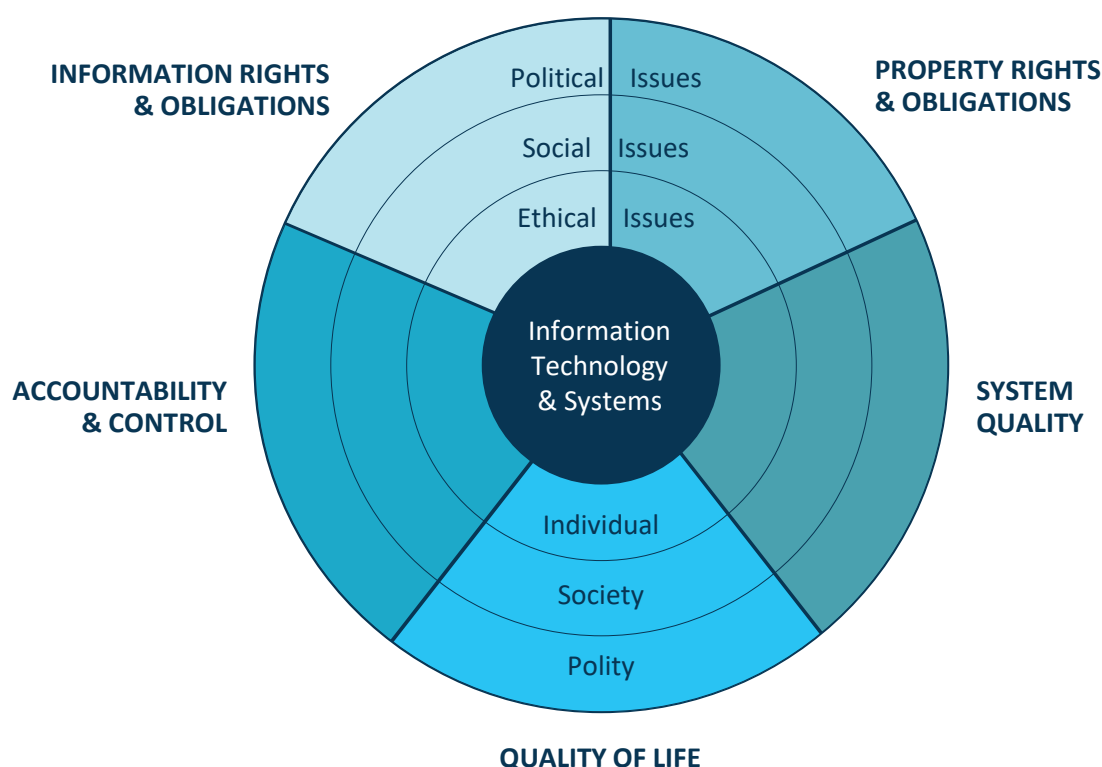 INFORMATION RIGHTS
& OBLIGATIONS
PROPERTY RIGHTS
& OBLIGATIONS
Political Issues
Social Issues
Ethical Issues
Information
Technology
& Systems
ACCOUNTABILITY
& CONTROL
SYSTEM
QUALITY
Individual
Society
Polity
QUALITY OF LIFE